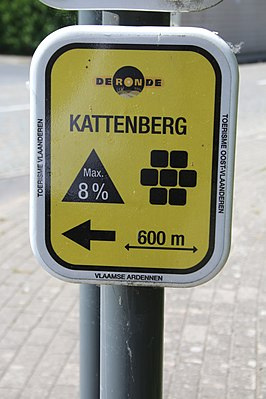 DE RONDE
KATTENBERG
Max.
8%
600 m
TOERISME VLAANDEREN
TOERISME OOST-VLAANDEREN
VLAAMSE ARDENNEN